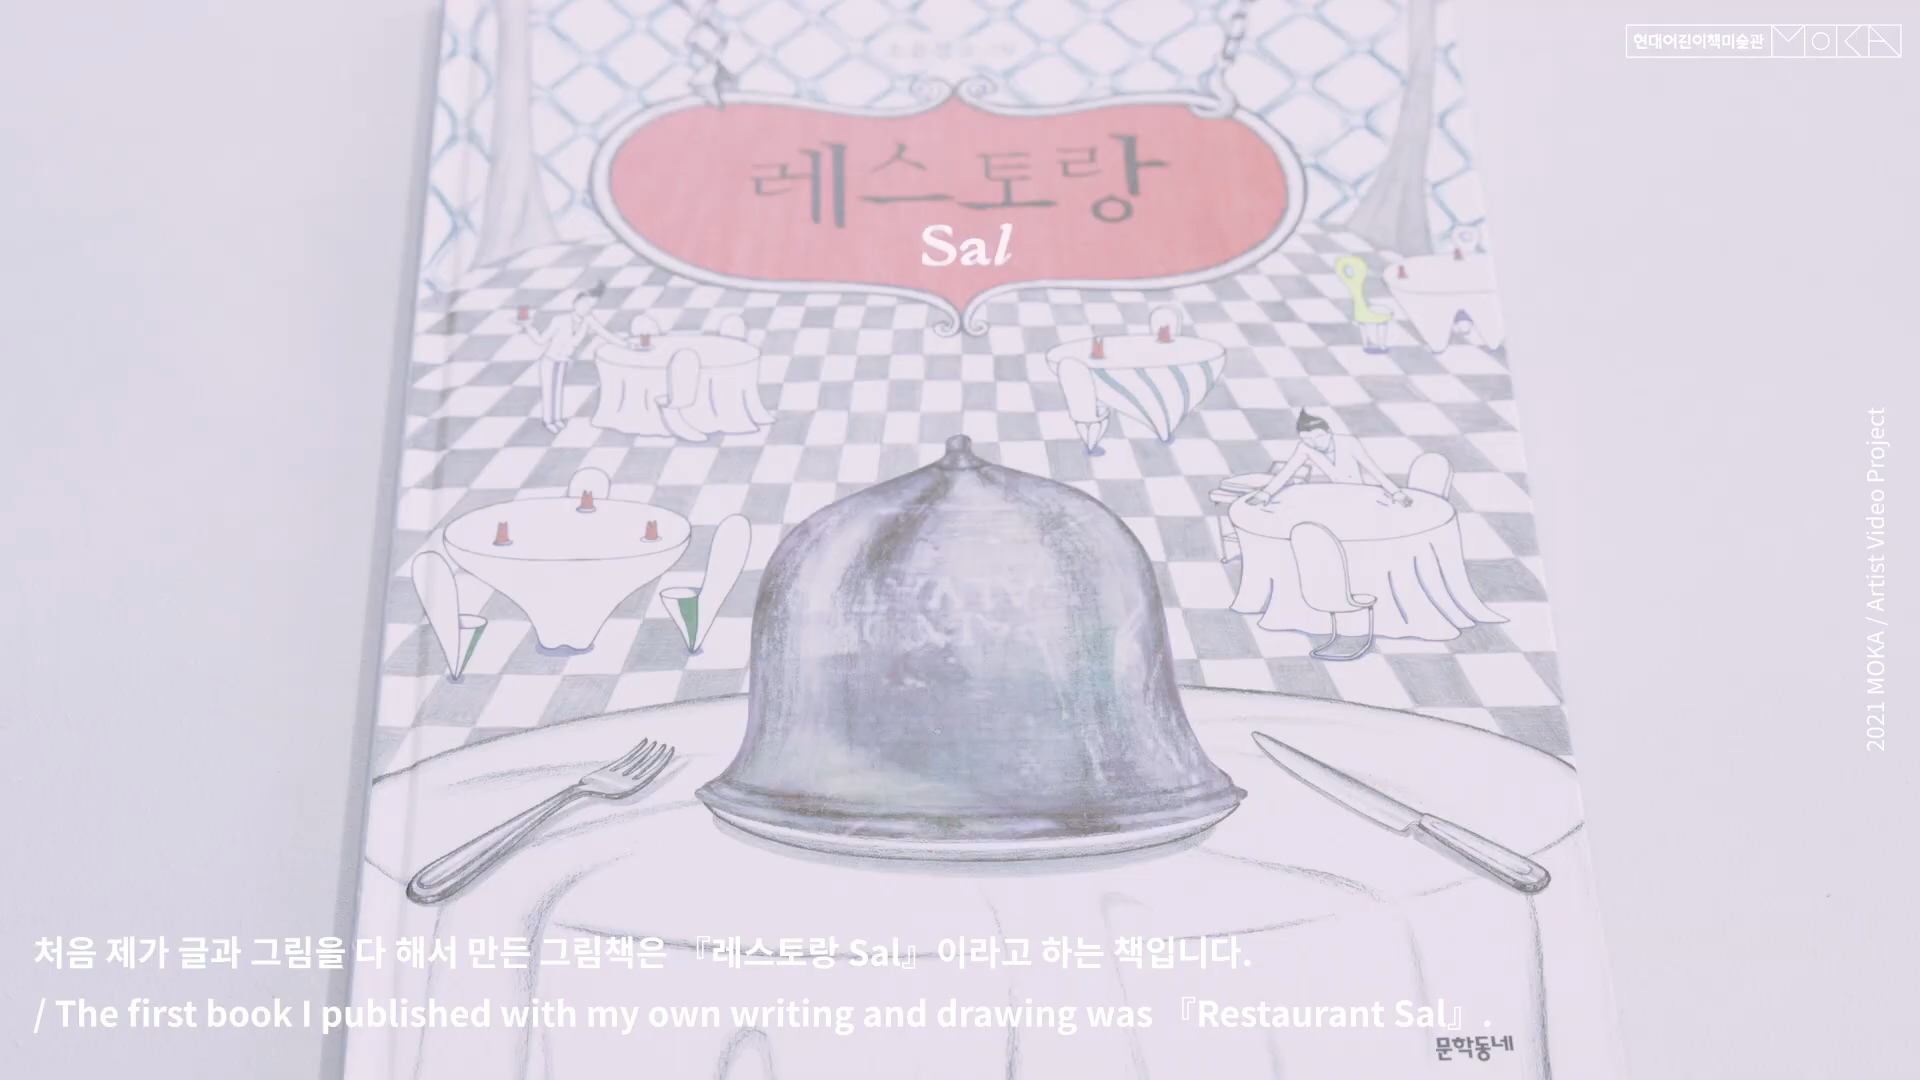 현대어린이책미술관 MOKA
레스토랑
Sal
2021 MOKA / Artist Video Project
처음 제가 글과 그림을 다 해서 만든 그림책은 『레스토랑 Sal』 이라고 하는 책입니다.
/ The first book I published with my own writing and drawing was 『Restaurant Sal』.
문학동네